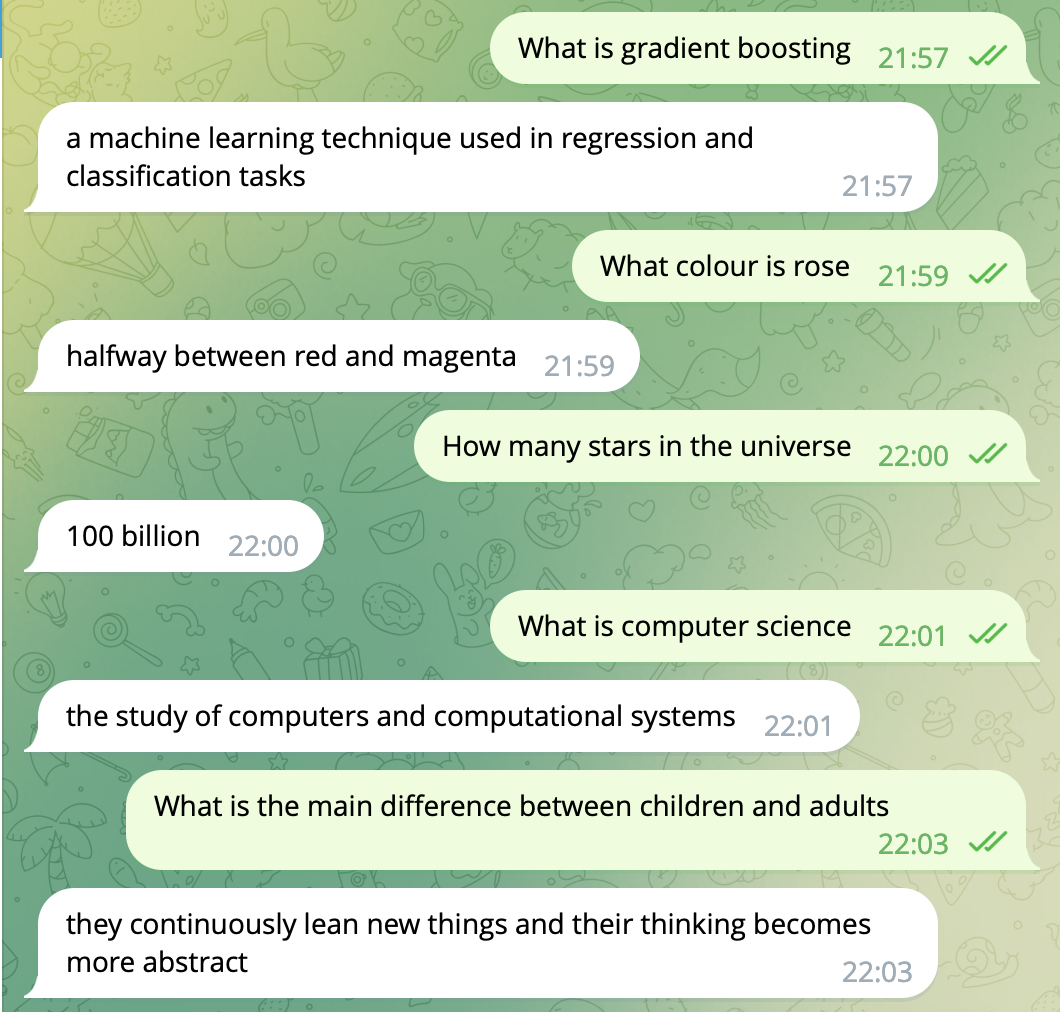 What is gradient boosting 21:57
a machine learning technique used in regression and
classification tasks
21:57
What colour is rose 21:59
halfway between red and magenta 21:59
How many stars in the universe 22:00
100 billion 22:00
What is computer science 22:01
the study of computers and computational systems 22:01
What is the main difference between children and adults
22:03
they continuously lean new things and their thinking becomes
more abstract
22:03